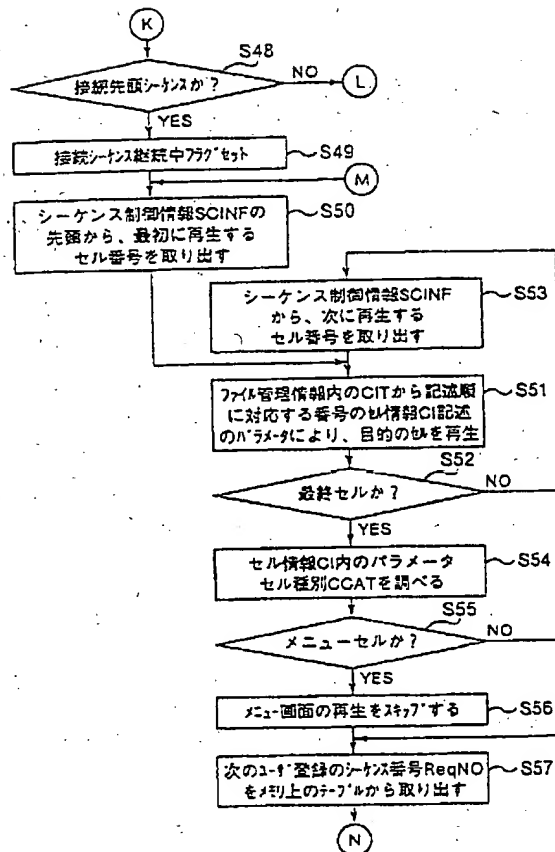 K
S48
接続先頭シーケンスか?
NO
L
YES
接続シーケンス継続中フラグセット
S49
M
シーケンス制御情報SCINFの
先頭から、最初に再生する
セル番号を取り出す
S50
シーケンス制御情報SCINF
から、次に再生する
セル番号を取り出す
S53
ファイル管理情報内のCITから記述順
に対応する番号のセル情報CI記述
のパラメータにより、目的のセルを再生
S51
S52
最終セルか?
NO
YES
セル情報CI内のパラメータ
セル種別CCATを調べる
S54
S55
メニューセルか?
NO
YES
メニュー画面の再生をスキップする
S56
次のユーザ登録のシーケンス番号ReqNO
をメモリ上のテーブルから取り出す
S57
N